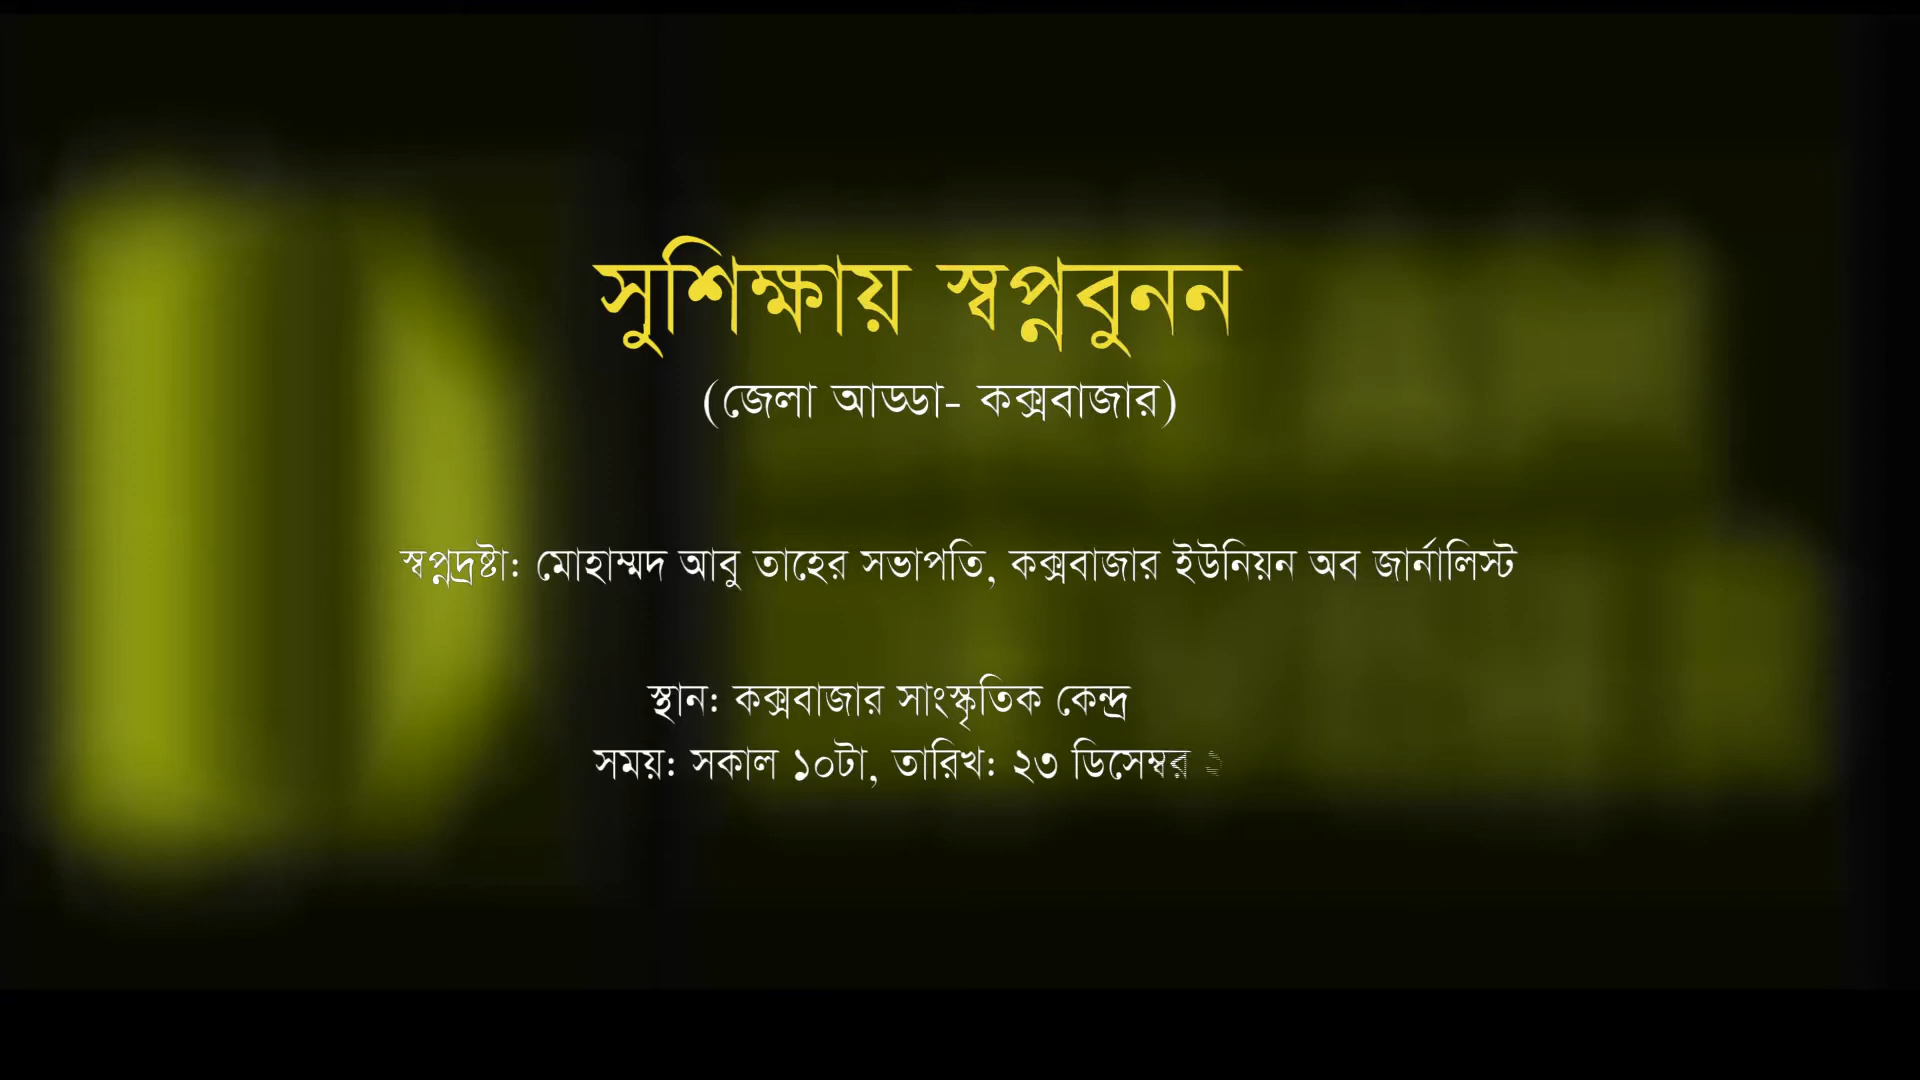 সুশিক্ষায় স্বপ্নবুনন
(জেলা আড্ডা- কক্সবাজার)
স্বপ্নদ্রষ্টা: মোহাম্মদ আবু তাহের সভাপতি, কক্সবাজার ইউনিয়ন অব জার্নালিস্ট
স্থান: কক্সবাজার সাংস্কৃতিক কেন্দ্র
সময়: সকাল ১০টা, তারিখ: ২৩ ডিসেম্বর